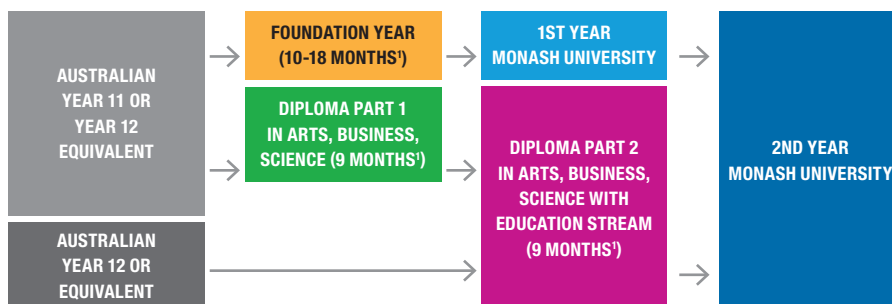 AUSTRALIAN
YEAR 11 OR
YEAR 12
EQUIVALENT
FOUNDATION YEAR
(10-18 MONTHS¹)
1ST YEAR
MONASH UNIVERSITY
DIPLOMA PART 1
IN ARTS, BUSINESS,
SCIENCE (9 MONTHS¹)
DIPLOMA PART 2
IN ARTS, BUSINESS,
SCIENCE WITH
EDUCATION STREAM
(9 MONTHS¹)
2ND YEAR
MONASH UNIVERSITY
AUSTRALIAN
YEAR 12 OR
EQUIVALENT